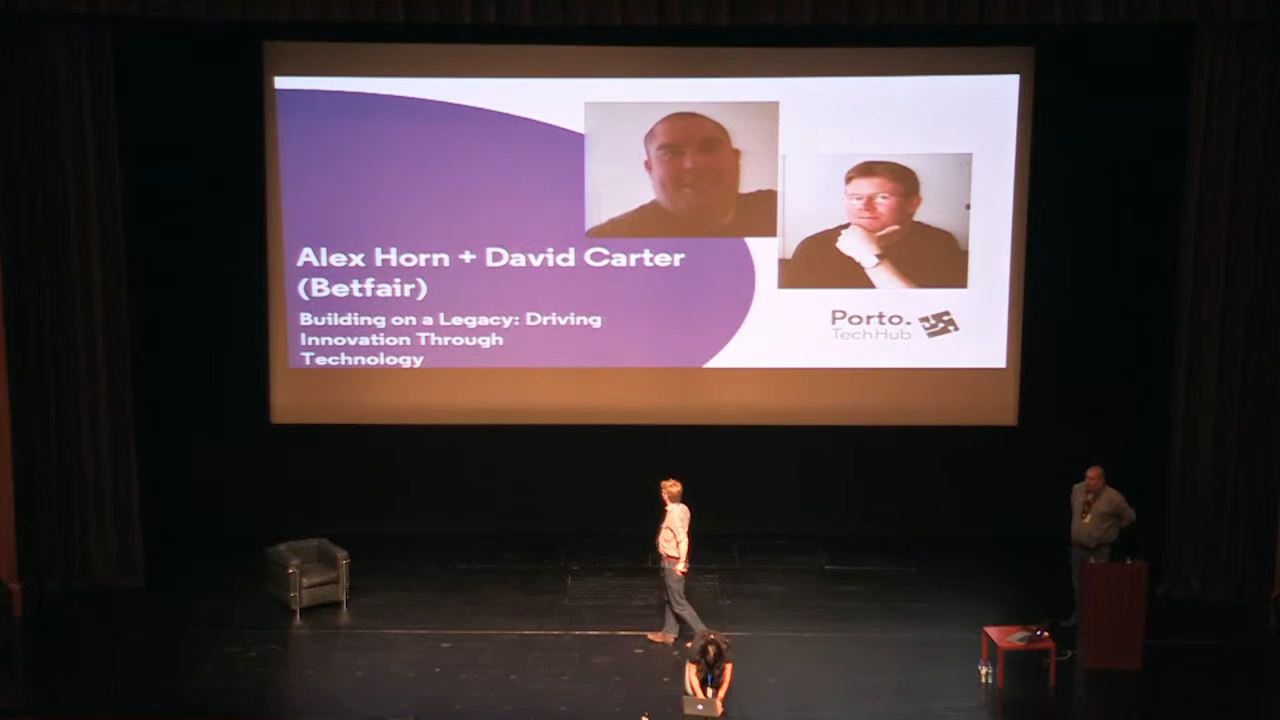 Alex Horn + David Carter
(Betfair)
Building on a Legacy: Driving
Innovation Through
Technology
Porto.
TechHub